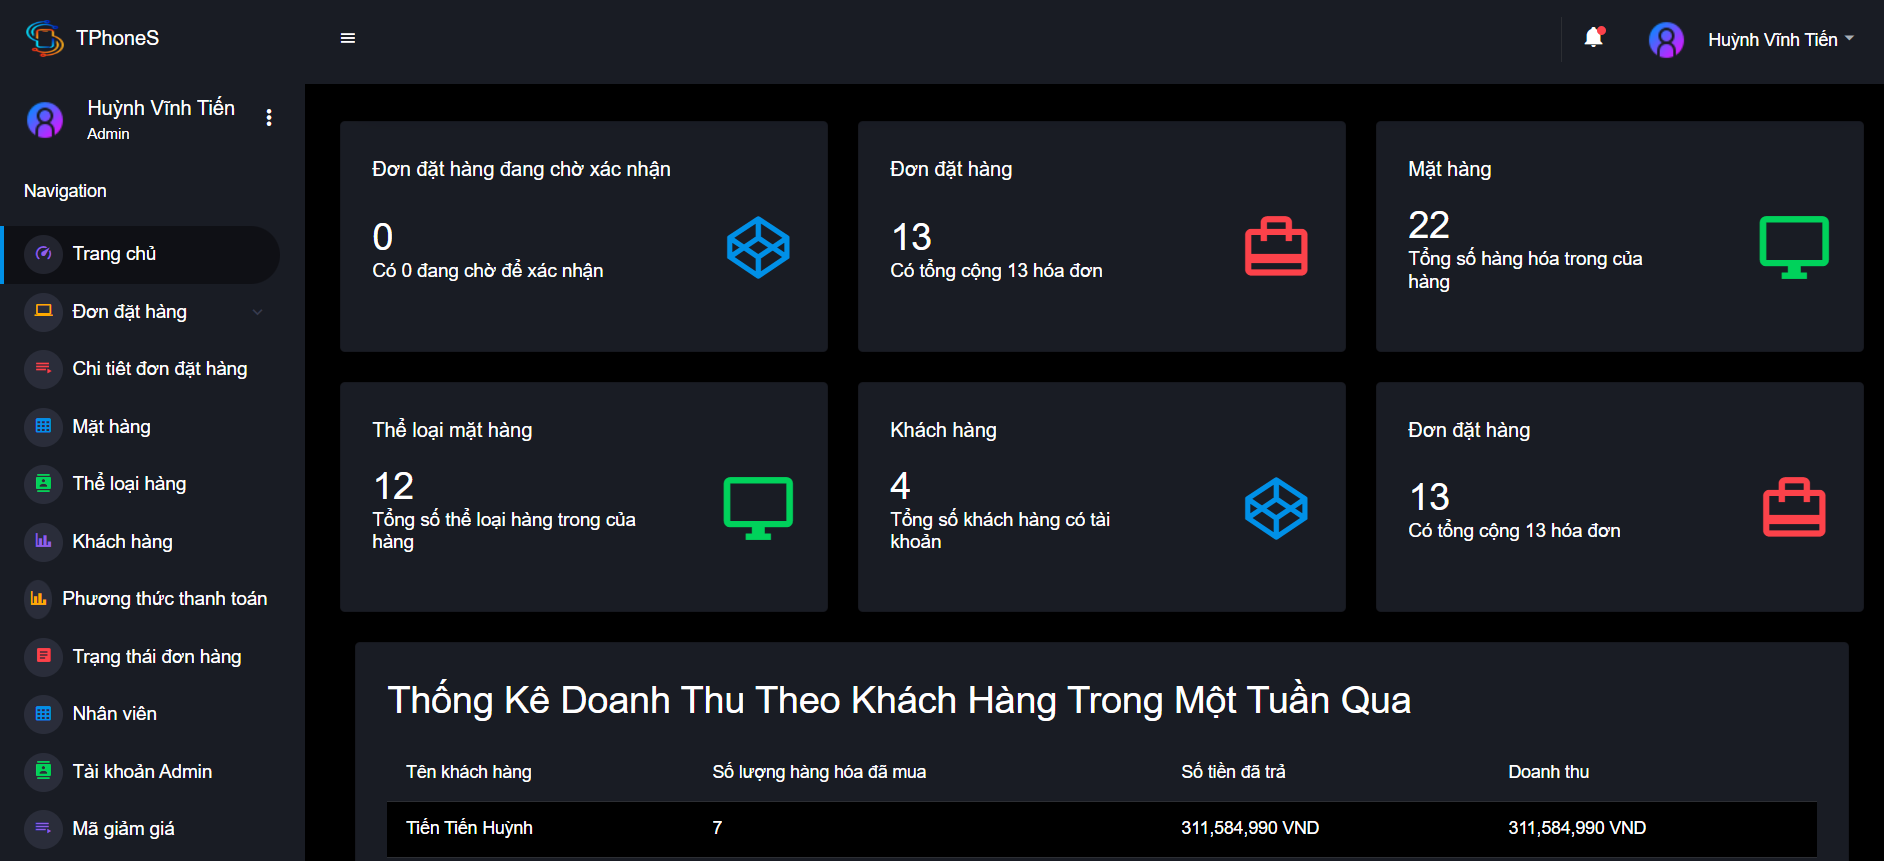 TPhoneS
Huỳnh Vĩnh Tiến
Huỳnh Vĩnh Tiến
Admin
Navigation
Trang chủ
Đơn đặt hàng
Chi tiêt đơn đặt hàng
Mặt hàng
Thể loại hàng
Khách hàng
Phương thức thanh toán
Trạng thái đơn hàng
Nhân viên
Tài khoản Admin
Mã giảm giá
Đơn đặt hàng đang chờ xác nhận
0
Có 0 đang chờ để xác nhận
Đơn đặt hàng
13
Có tổng cộng 13 hóa đơn
Mặt hàng
22
Tổng số hàng hóa trong của
hàng
Thể loại mặt hàng
12
Tổng số thể loại hàng trong của
hàng
Khách hàng
4
Tổng số khách hàng có tài
khoản
Đơn đặt hàng
13
Có tổng cộng 13 hóa đơn
Thống Kê Doanh Thu Theo Khách Hàng Trong Một Tuần Qua
Tên khách hàng Số lượng hàng hóa đã mua Số tiền đã trả Doanh thu
Tiến Tiến Huỳnh 7 311,584,990 VND 311,584,990 VND